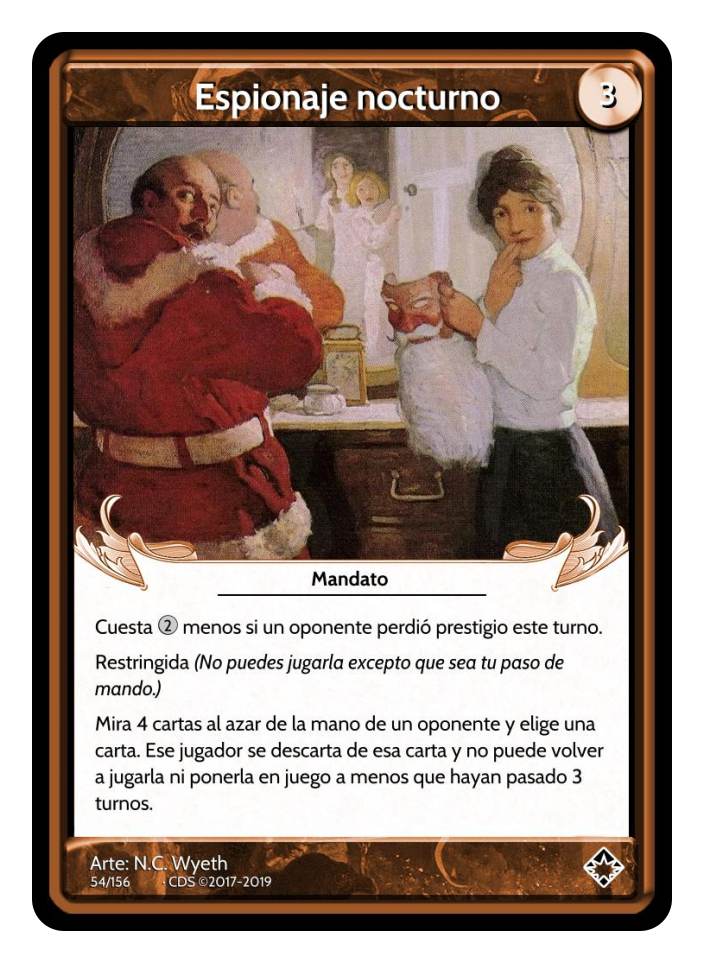 Espionaje nocturno
3
Mandato
Cuesta 2 menos si un oponente perdió prestigio este turno.
Restringida (No puedes jugarla excepto que sea tu paso de
mando.)
Mira 4 cartas al azar de la mano de un oponente y elige una
carta. Ese jugador se descarta de esa carta y no puede volver
a jugarla ni ponerla en juego a menos que hayan pasado 3
turnos.
Arte: N.C. Wyeth
54/156 · CDS ©2017-2019